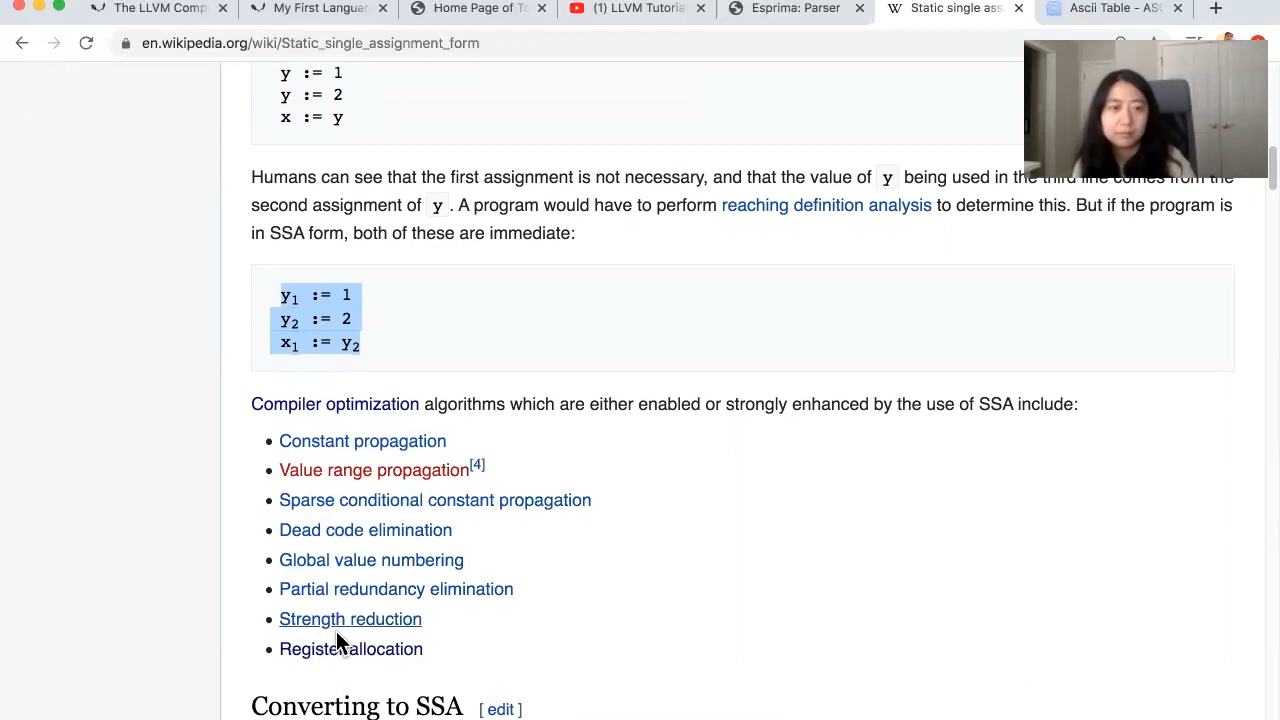 The LLVM Comp
My First Langua
Home Page of To
(1) LLVM Tutoria
Esprima: Parser
Static single ass
Ascii Table - ASC
en.wikipedia.org/wiki/Static_single_assignment_form
y := 1
y := 2
x := y
Humans can see that the first assignment is not necessary, and that the value of y being used in the third line comes from the
second assignment of y. A program would have to perform reaching definition analysis to determine this. But if the program is
in SSA form, both of these are immediate:
y1 := 1
y2 := 2
x1 := y2
Compiler optimization algorithms which are either enabled or strongly enhanced by the use of SSA include:
• Constant propagation
• Value range propagation[4]
• Sparse conditional constant propagation
• Dead code elimination
• Global value numbering
• Partial redundancy elimination
• Strength reduction
• Register allocation
Converting to SSA [ edit ]